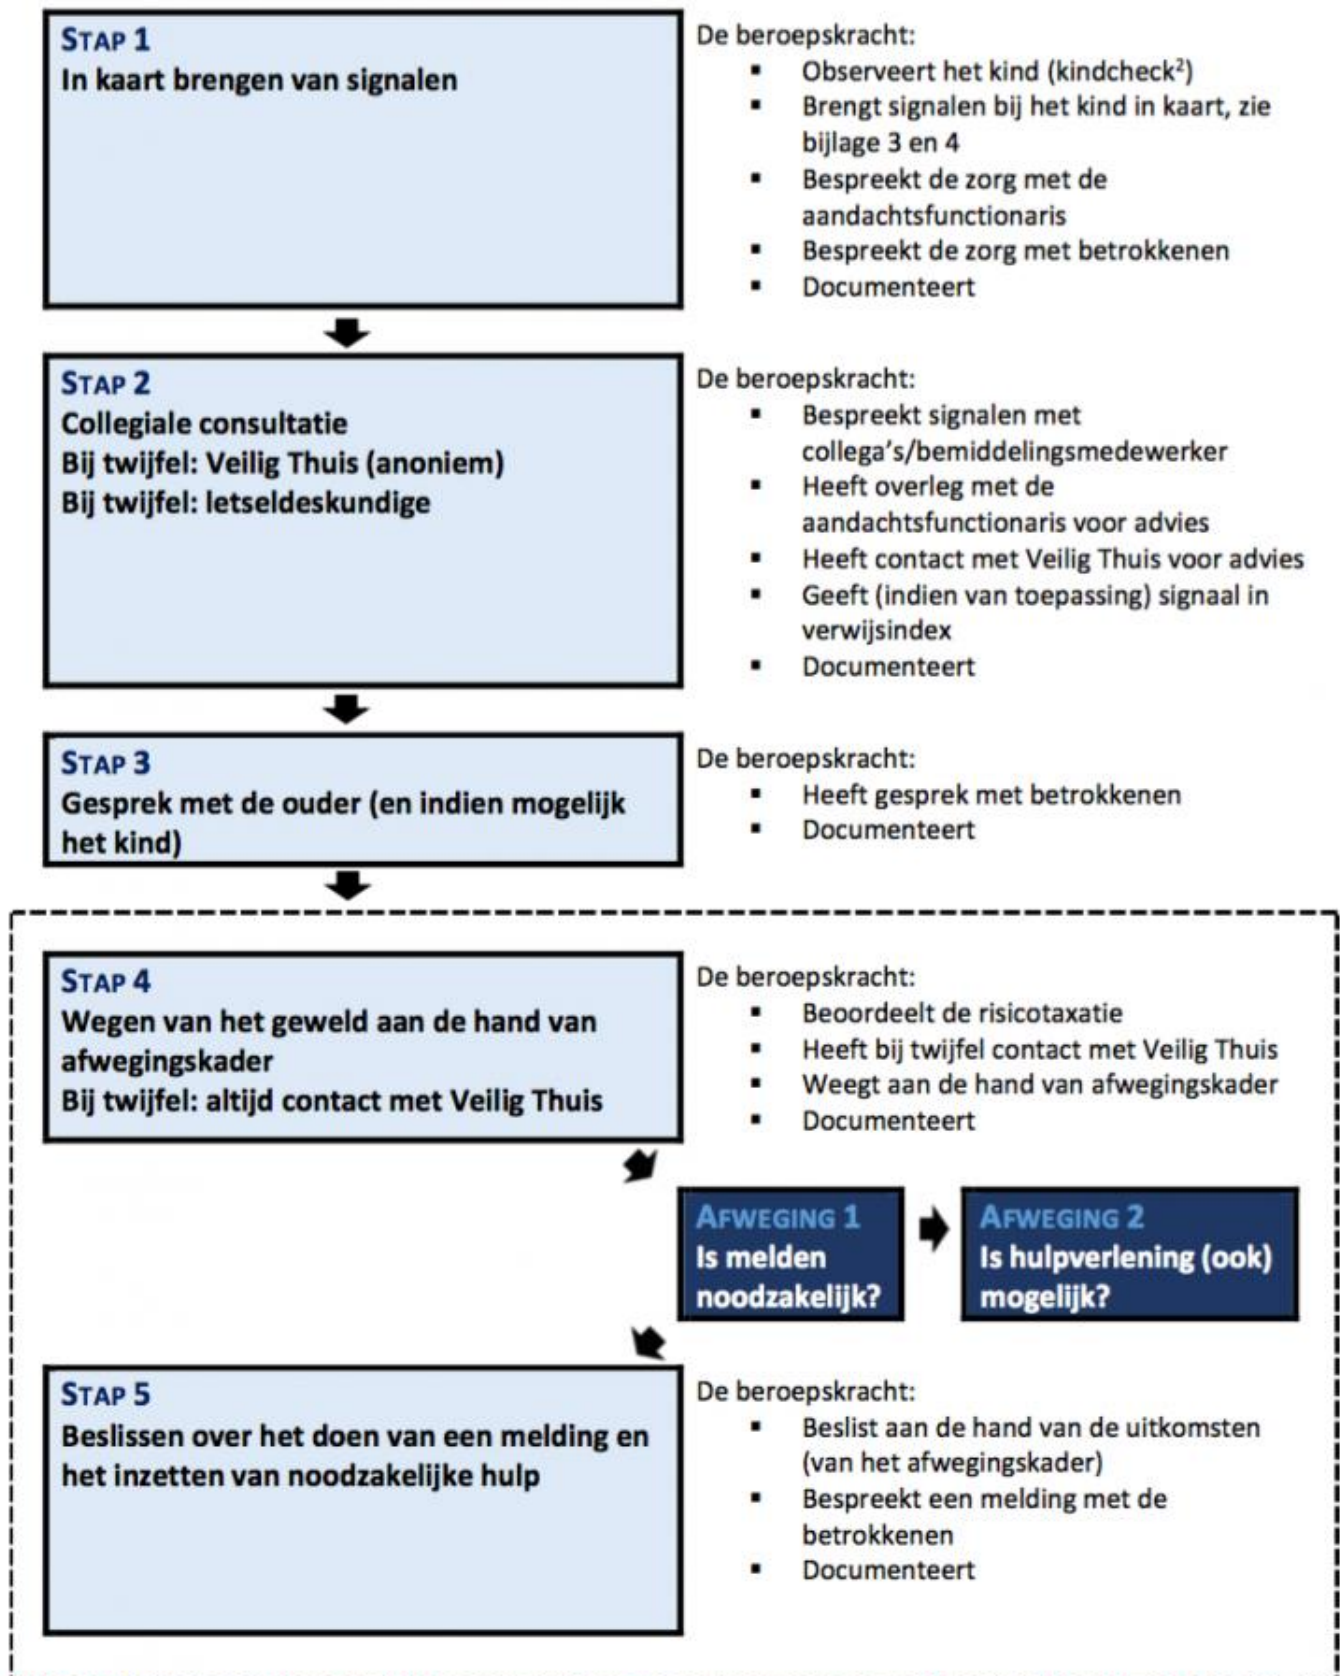 STAP 1
In kaart brengen van signalen
De beroepskracht:
▪ Observeert het kind (kindcheck²)
▪ Brengt signalen bij het kind in kaart, zie
bijlage 3 en 4
▪ Bespreekt de zorg met de
aandachtsfunctionaris
▪ Bespreekt de zorg met betrokkenen
▪ Documenteert
STAP 2
Collegiale consultatie
Bij twijfel: Veilig Thuis (anoniem)
Bij twijfel: letseldeskundige
De beroepskracht:
▪ Bespreekt signalen met
collega’s/bemiddelingsmedewerker
▪ Heeft overleg met de
aandachtsfunctionaris voor advies
▪ Heeft contact met Veilig Thuis voor advies
▪ Geeft (indien van toepassing) signaal in
verwijsindex
▪ Documenteert
STAP 3
Gesprek met de ouder (en indien mogelijk
het kind)
De beroepskracht:
▪ Heeft gesprek met betrokkenen
▪ Documenteert
STAP 4
Wegen van het geweld aan de hand van
afwegingskader
Bij twijfel: altijd contact met Veilig Thuis
De beroepskracht:
▪ Beoordeelt de risicotaxatie
▪ Heeft bij twijfel contact met Veilig Thuis
▪ Weegt aan de hand van afwegingskader
▪ Documenteert
AFWEGING 1
Is melden
noodzakelijk?
AFWEGING 2
Is hulpverlening (ook)
mogelijk?
STAP 5
Beslissen over het doen van een melding en
het inzetten van noodzakelijke hulp
De beroepskracht:
▪ Beslist aan de hand van de uitkomsten
(van het afwegingskader)
▪ Bespreekt een melding met de
betrokkenen
▪ Documenteert